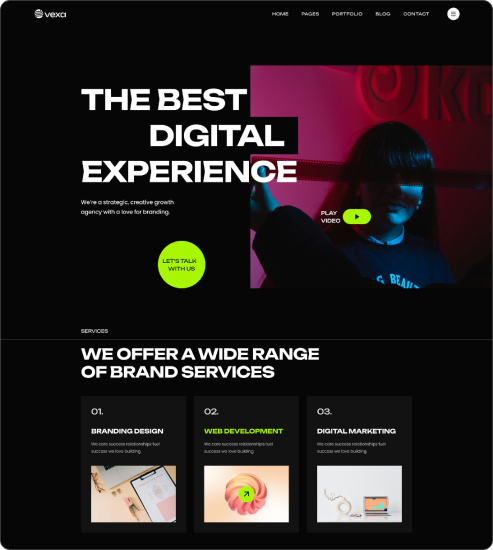 vexa
HOME PAGES PORTFOLIO BLOG CONTACT
THE BEST
DIGITAL
EXPERIENCE
We're a strategic, creative growth
agency with a love for branding.
PLAY
VIDEO
LET'S TALK
WITH US
SERVICES
WE OFFER A WIDE RANGE
OF BRAND SERVICES
01.
BRANDING DESIGN
We core success relationships fuel
success we love building
02.
WEB DEVELOPMENT
We core success relationships fuel
success we love building
03.
DIGITAL MARKETING
We core success relationships fuel
success we love building